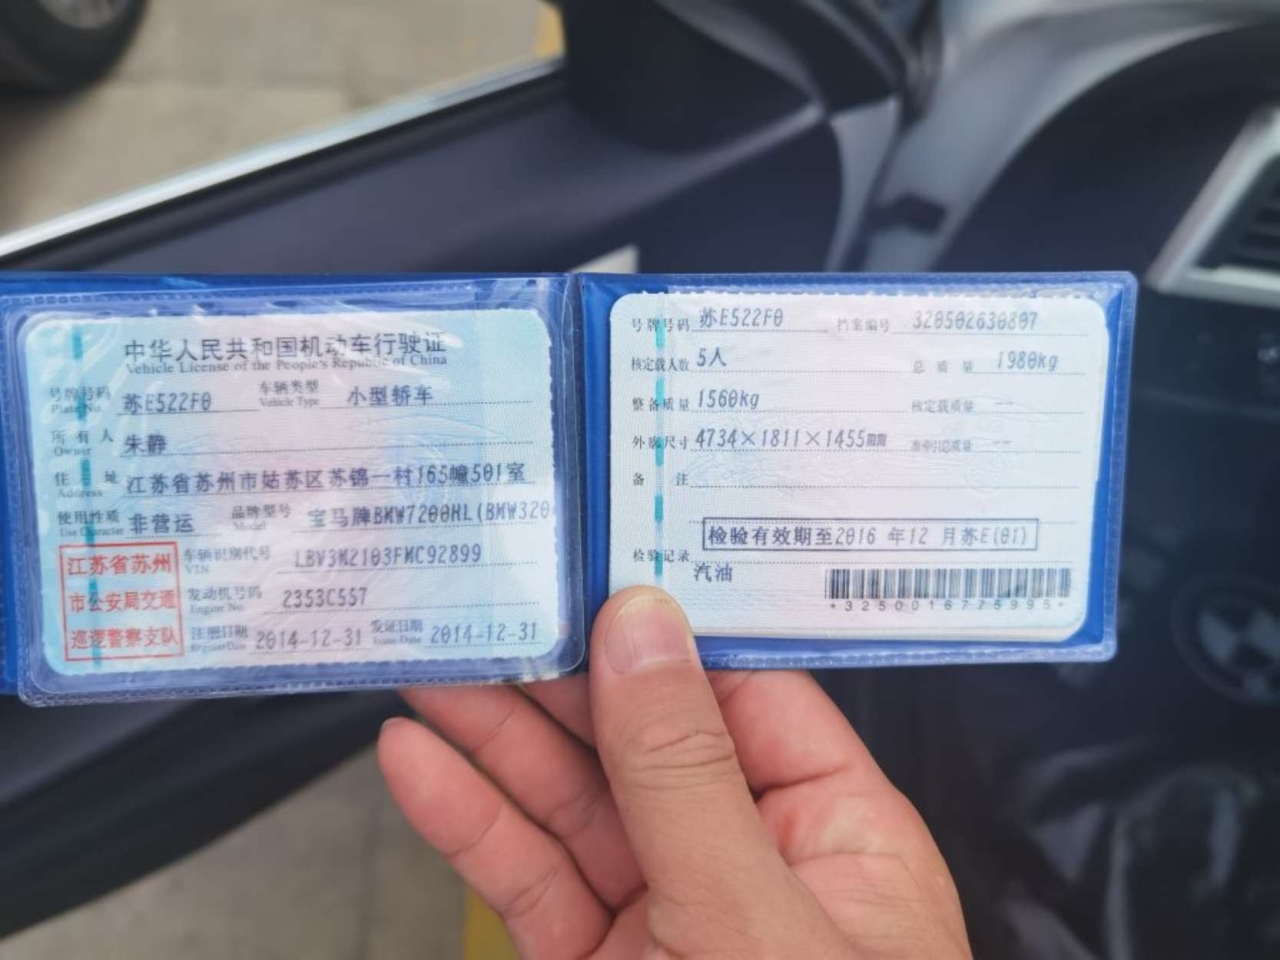 中华人民共和国机动车行驶证
Vehicle License of the People's Republic of China
号牌号码 苏E522F0 车辆类型 小型轿车
Plate No. Vehicle Type
所有人 朱静
Owner
住址 江苏省苏州市姑苏区苏锦一村165幢501室
Address
使用性质 非营运 品牌型号 宝马牌BMW7200HL(BMW320
Use Character Model
江苏省苏州
市公安局交通
巡逻警察支队
车辆识别代号 LBV3M2103FMC92899
VIN
发动机号码 2353C557
Engine No.
注册日期 2014-12-31 发证日期 2014-12-31
Register Date Issue Date
号牌号码 苏E522F0 档案编号 320502630807
核定载人数 5人 总质量 1980kg
整备质量 1560kg 核定载质量 --
外廓尺寸 4734×1811×1455mm 准牵引总质量 --
备注
检验有效期至2016 年12 月苏E(01)
检验记录
汽油
*3250016776995*